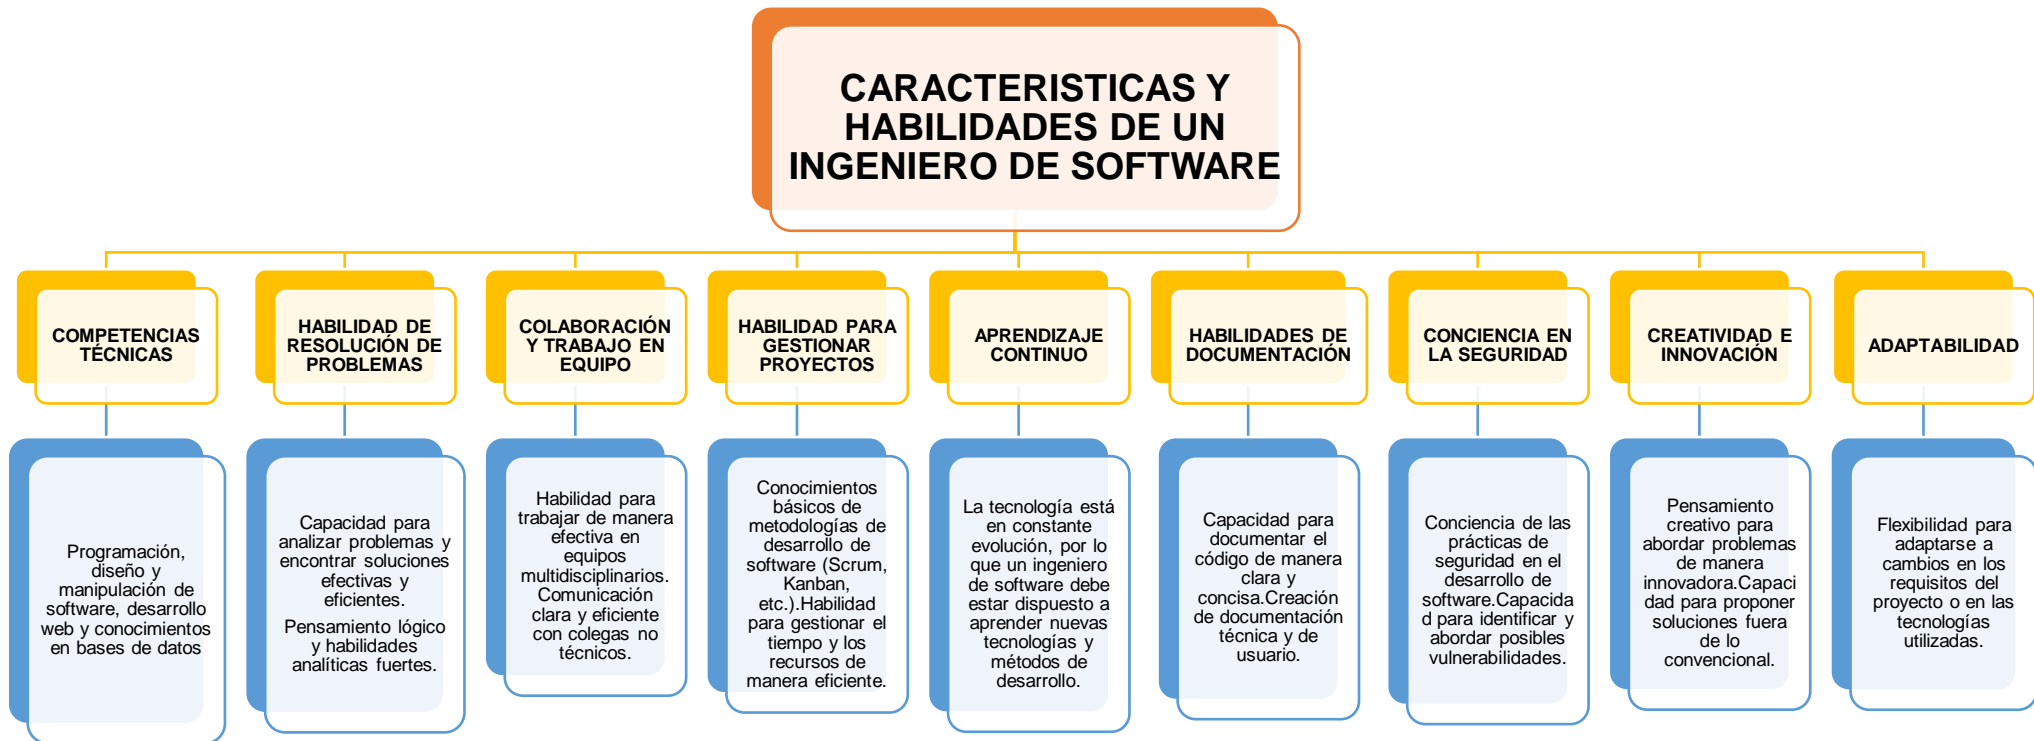 CARACTERISTICAS Y
HABILIDADES DE UN
INGENIERO DE SOFTWARE
COMPETENCIAS
TÉCNICAS
HABILIDAD DE
RESOLUCIÓN DE
PROBLEMAS
COLABORACIÓN
Y TRABAJO EN
EQUIPO
HABILIDAD PARA
GESTIONAR
PROYECTOS
APRENDIZAJE
CONTINUO
HABILIDADES DE
DOCUMENTACIÓN
CONCIENCIA EN
LA SEGURIDAD
CREATIVIDAD E
INNOVACIÓN
ADAPTABILIDAD
Programación,
diseño y
manipulación de
software, desarrollo
web y conocimientos
en bases de datos
Capacidad para
analizar problemas y
encontrar soluciones
efectivas y
eficientes.
Pensamiento lógico
y habilidades
analíticas fuertes.
Habilidad para
trabajar de manera
efectiva en
equipos
multidisciplinarios.
Comunicación
clara y eficiente
con colegas no
técnicos.
Conocimientos
básicos de
metodologías de
desarrollo de
software (Scrum,
Kanban,
etc.).Habilidad
para gestionar el
tiempo y los
recursos de
manera eficiente.
La tecnología está
en constante
evolución, por lo
que un ingeniero
de software debe
estar dispuesto a
aprender nuevas
tecnologías y
métodos de
desarrollo.
Capacidad para
documentar el
código de manera
clara y
concisa.Creación
de documentación
técnica y de
usuario.
Conciencia de las
prácticas de
seguridad en el
desarrollo de
software.Capacida
d para identificar y
abordar posibles
vulnerabilidades.
Pensamiento
creativo para
abordar problemas
de manera
innovadora.Capaci
dad para proponer
soluciones fuera
de lo
convencional.
Flexibilidad para
adaptarse a
cambios en los
requisitos del
proyecto o en las
tecnologías
utilizadas.